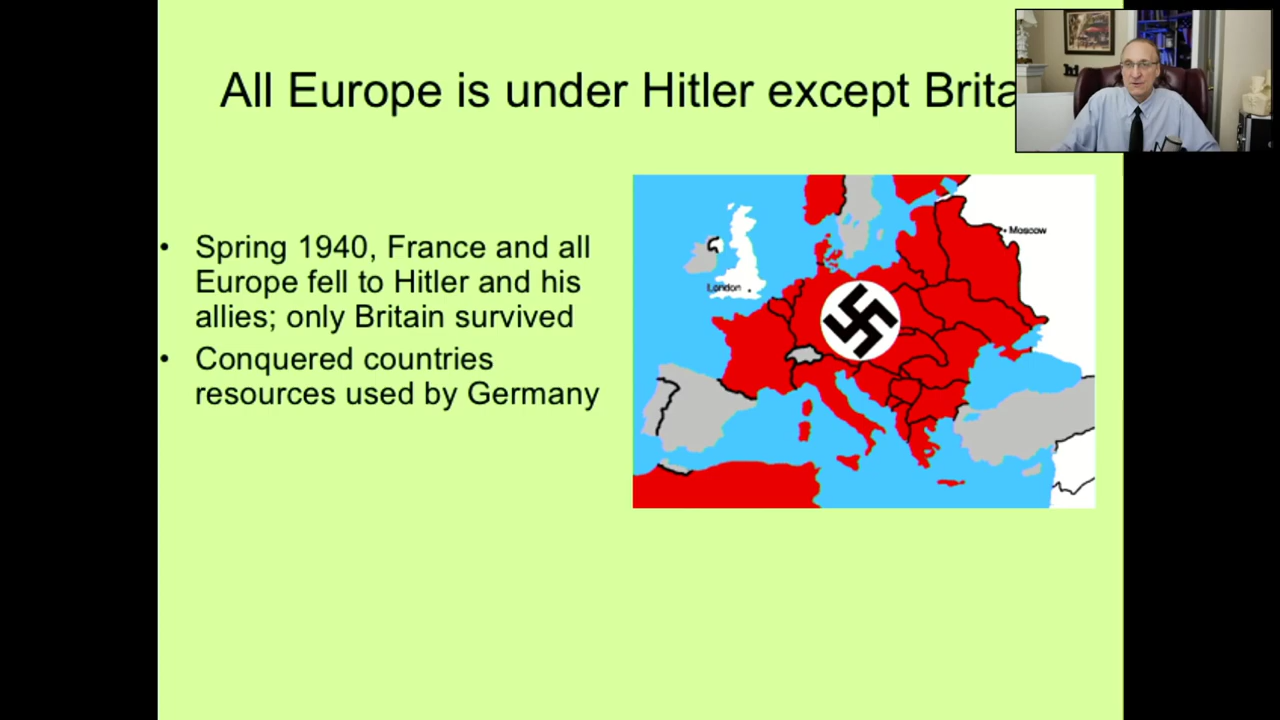 All Europe is under Hitler except Brita
• Spring 1940, France and all
Europe fell to Hitler and his
allies; only Britain survived
• Conquered countries
resources used by Germany
Moscow
London